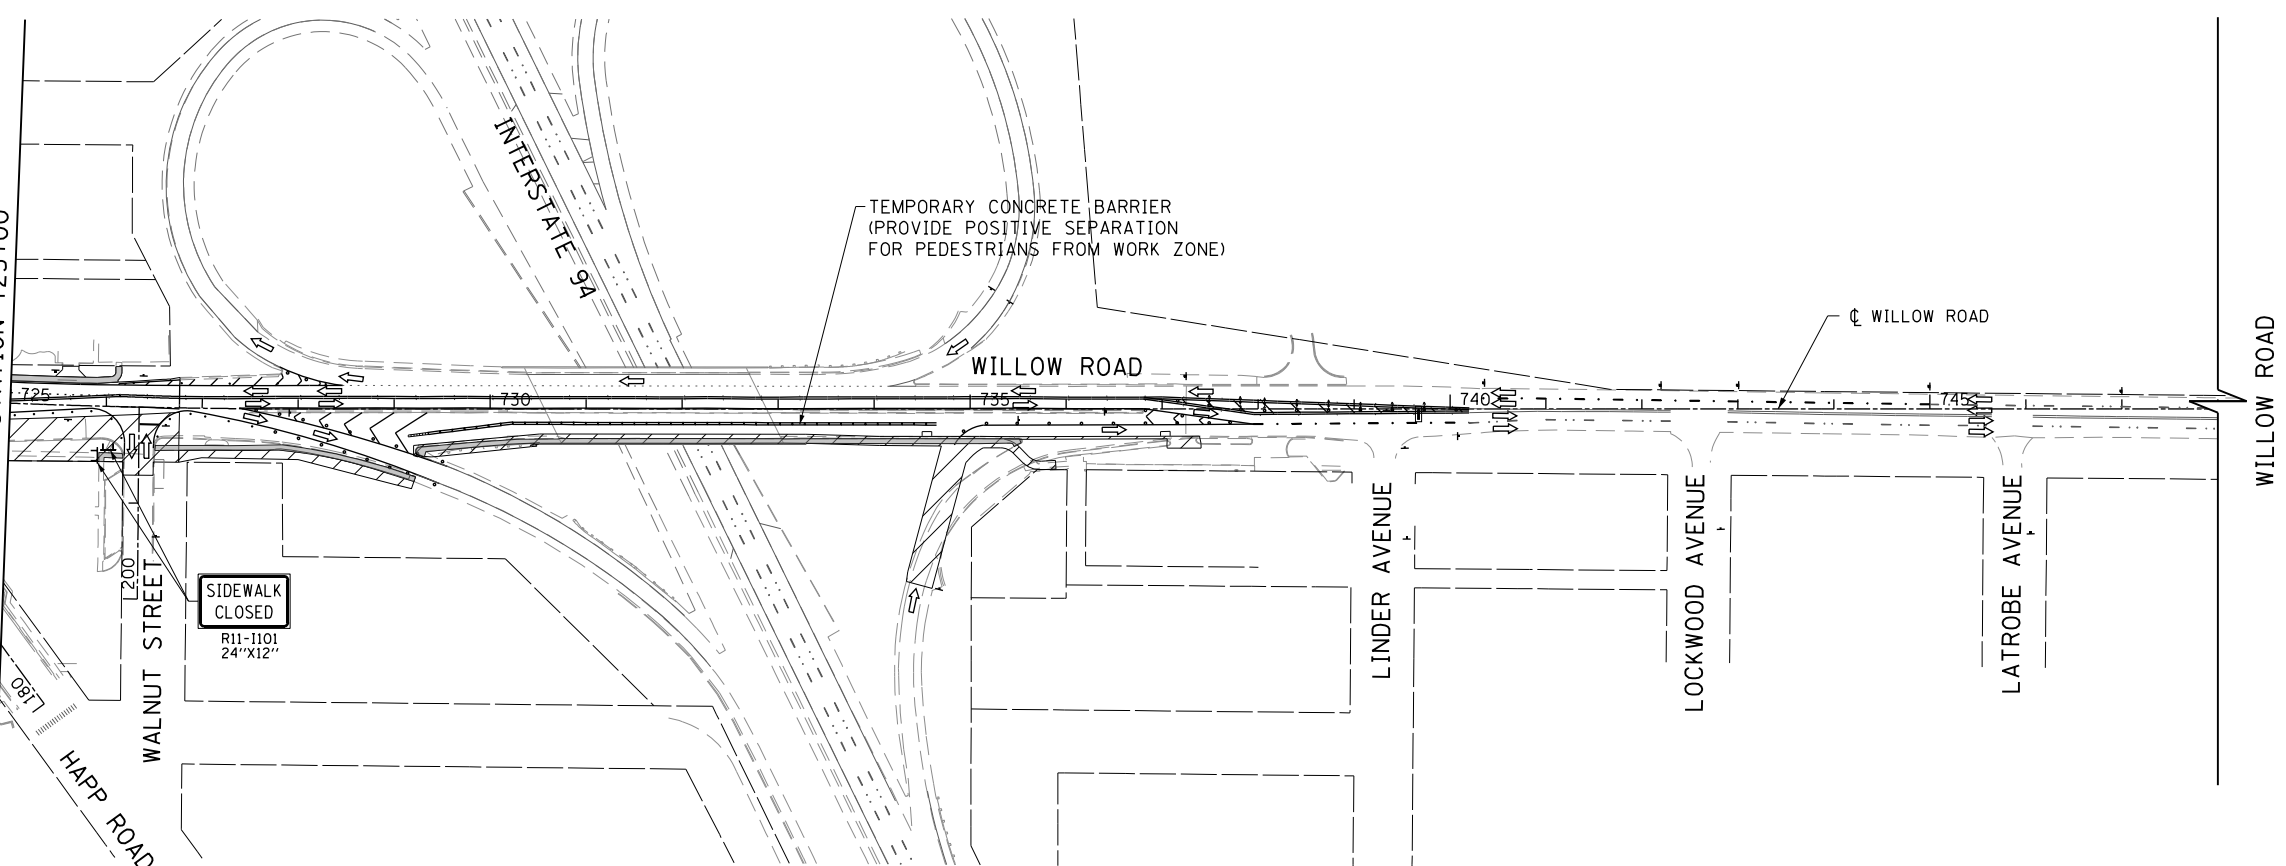 INTERSTATE 94
TEMPORARY CONCRETE BARRIER
(PROVIDE POSITIVE SEPARATION
FOR PEDESTRIANS FROM WORK ZONE)
℄ WILLOW ROAD
WILLOW ROAD
WILLOW ROAD
725
730
735
740
745
SIDEWALK
CLOSED
R11-I101
24"X12"
1200
1180
WALNUT STREET
HAPP ROAD
LINDER AVENUE
LOCKWOOD AVENUE
LATROBE AVENUE